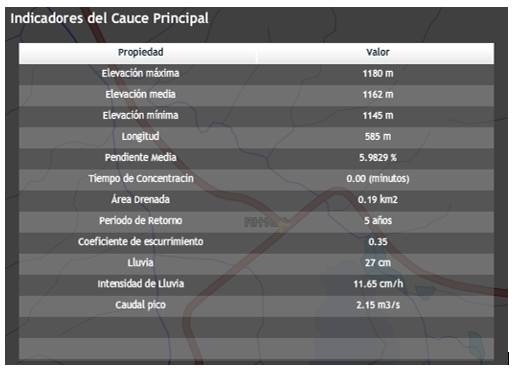 Indicadores del Cauce Principal
Propiedad Valor
Elevación máxima 1180 m
Elevación media 1162 m
Elevación mínima 1145 m
Longitud 585 m
Pendiente Media 5.9829 %
Tiempo de Concentracín 0.00 (minutos)
Área Drenada 0.19 km2
Periodo de Retorno 5 años
Coeficiente de escurrimiento 0.35
Lluvia 27 cm
Intensidad de Lluvia 11.65 cm/h
Caudal pico 2.15 m3/s